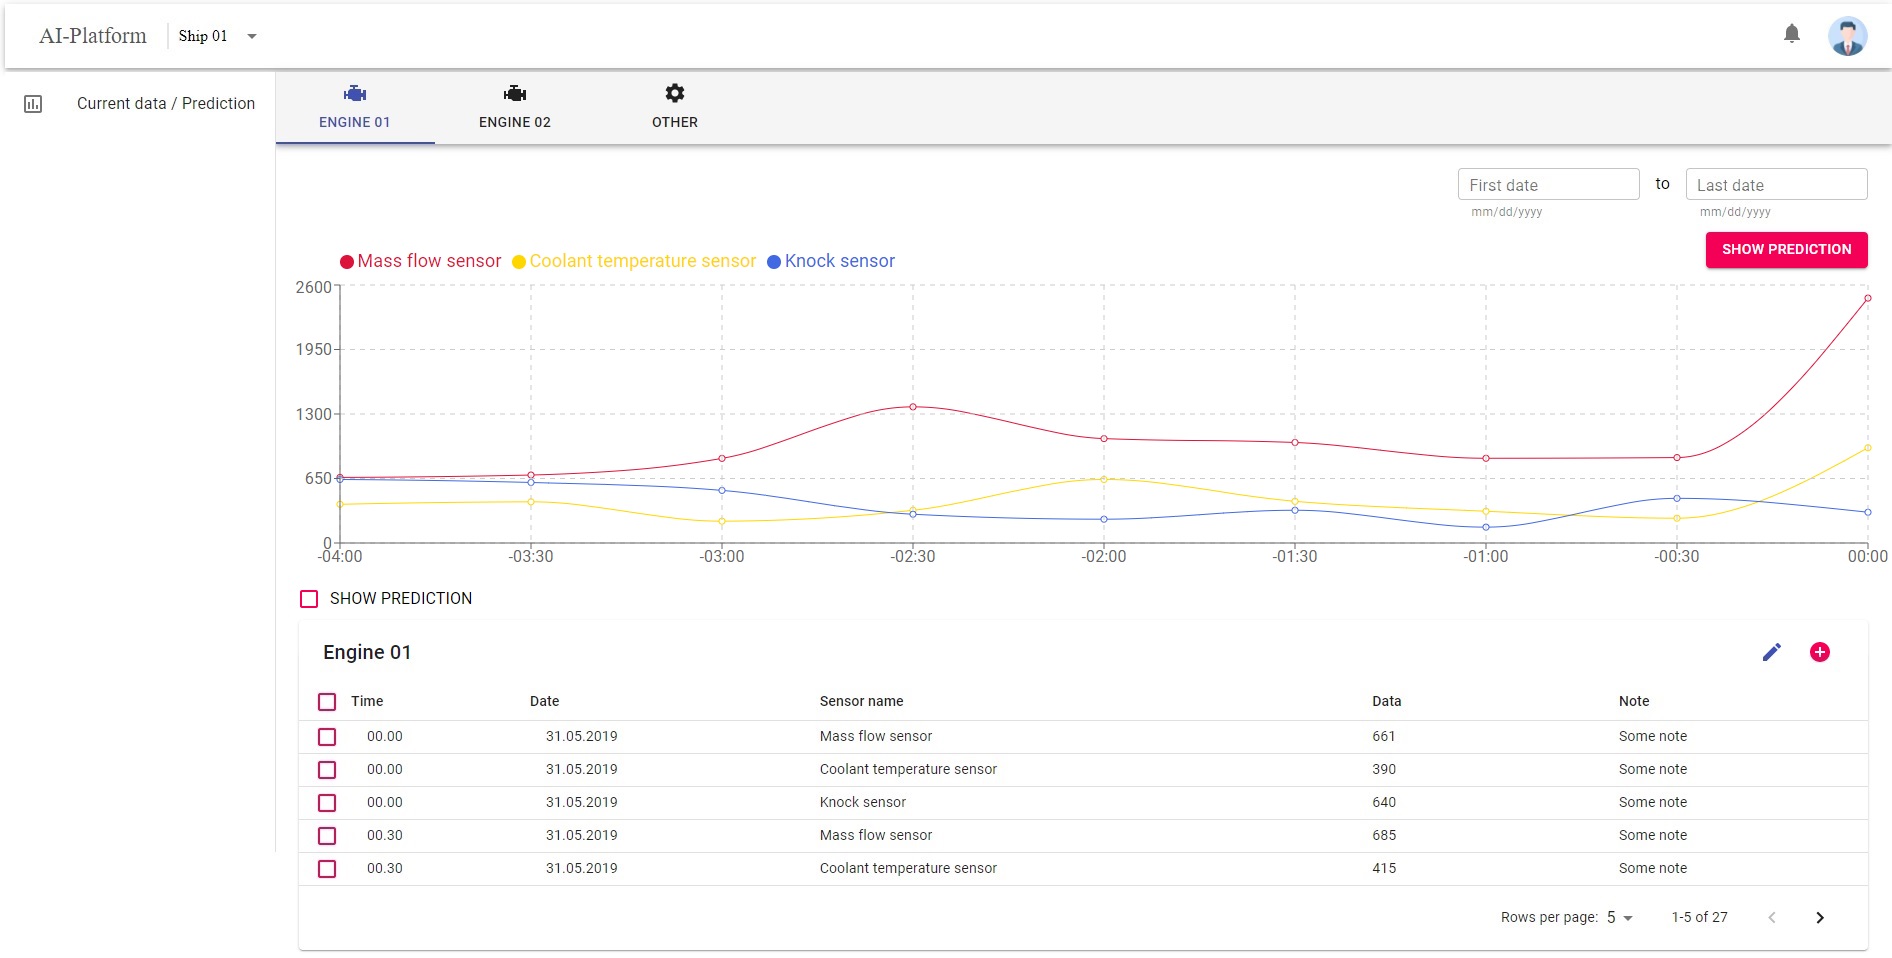 AI-Platform Ship 01
Current data / Prediction
ENGINE 01 ENGINE 02 OTHER
First date to Last date
mm/dd/yyyy mm/dd/yyyy
SHOW PREDICTION
Mass flow sensor Coolant temperature sensor Knock sensor
2600
1950
1300
650
0
-04:00 -03:30 -03:00 -02:30 -02:00 -01:30 -01:00 -00:30 00:00
SHOW PREDICTION
Engine 01
Time Date Sensor name Data Note
00.00 31.05.2019 Mass flow sensor 661 Some note
00.00 31.05.2019 Coolant temperature sensor 390 Some note
00.00 31.05.2019 Knock sensor 640 Some note
00.30 31.05.2019 Mass flow sensor 685 Some note
00.30 31.05.2019 Coolant temperature sensor 415 Some note
Rows per page: 5 1-5 of 27